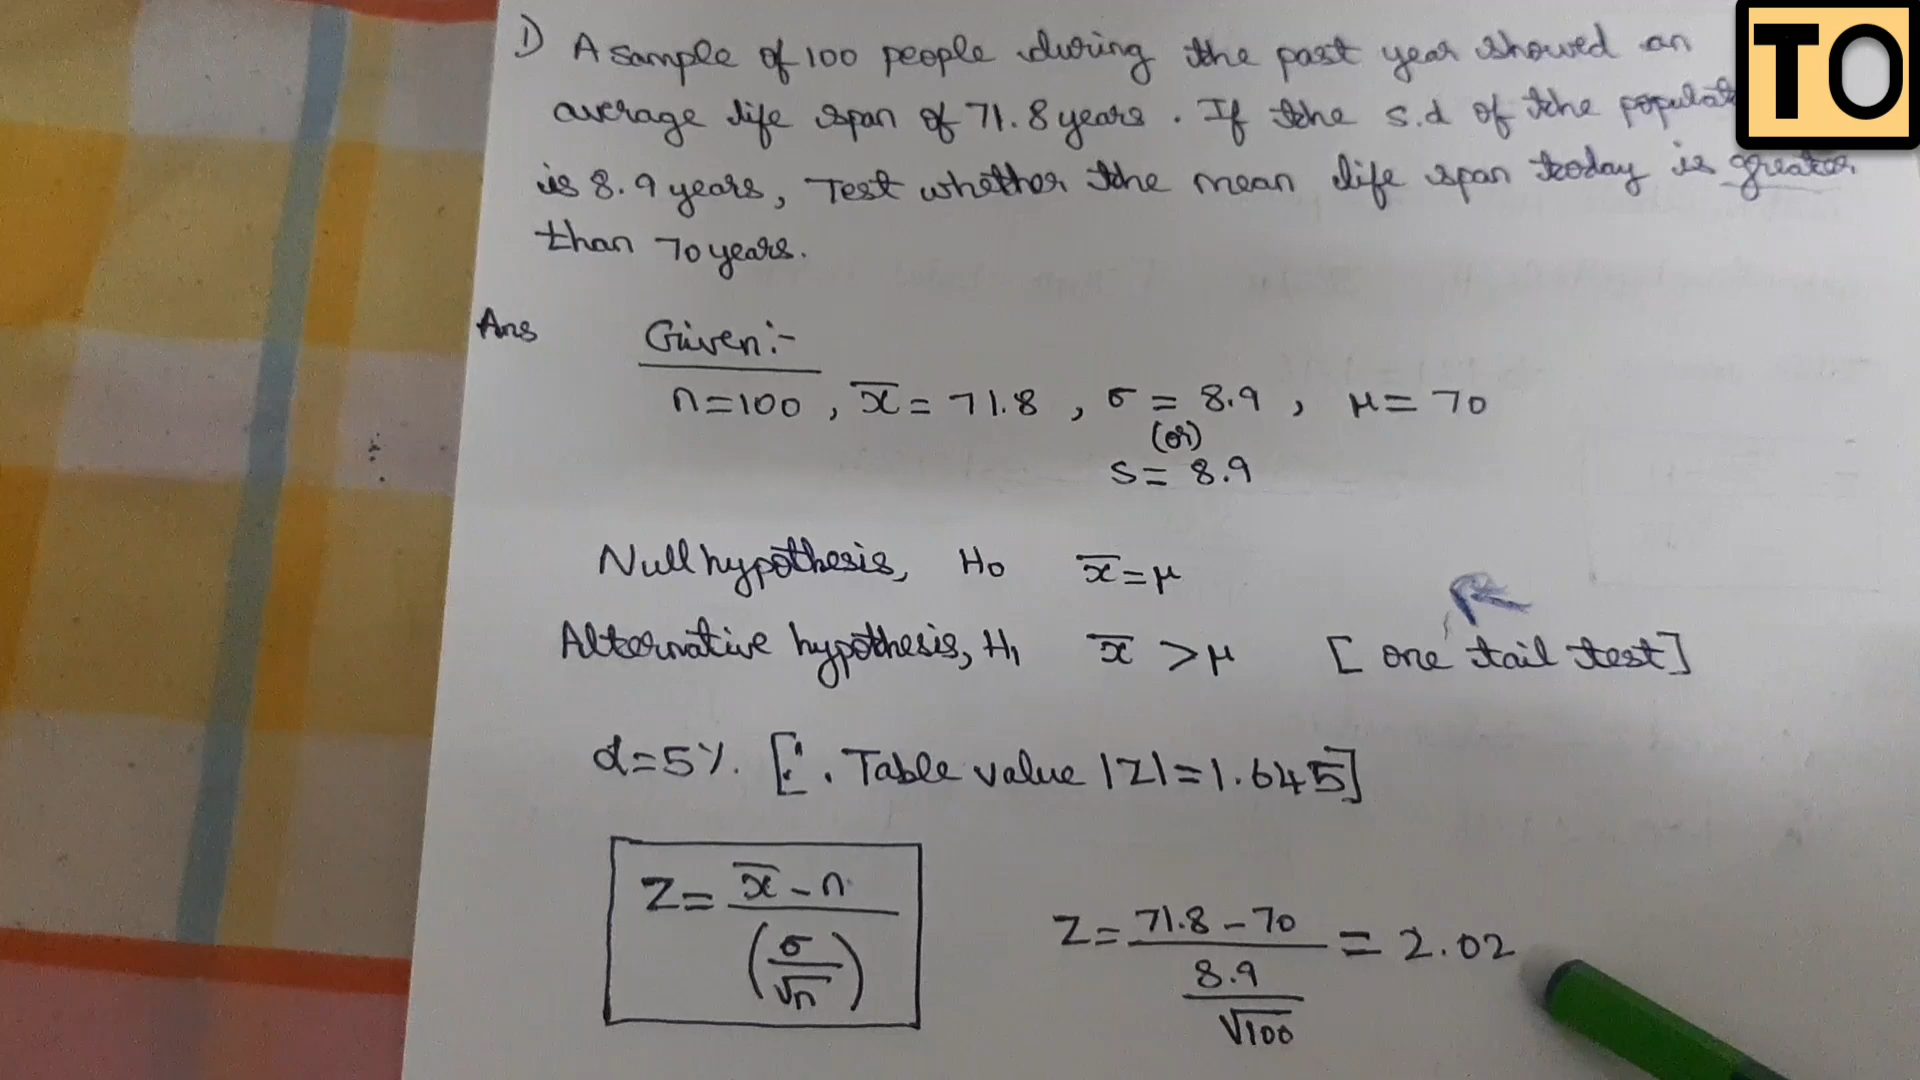 1) A sample of 100 people during the past year showed an
average life span of 71.8 years. If the s.d of the populat
is 8.9 years, Test whether the mean life span today is greater
than 70 years.
TO
Ans Given:-
n=100, x̄ = 71.8, σ = 8.9, μ = 70
(or)
s = 8.9
Null hypothesis, H₀ x̄ = μ
Alternative hypothesis, H₁ x̄ > μ [one tail test]
α=5%. [∴ Table value |Z| = 1.645]
Z = (x̄ - n) / (σ/√n)
Z = (71.8 - 70) / (8.9/√100) = 2.02